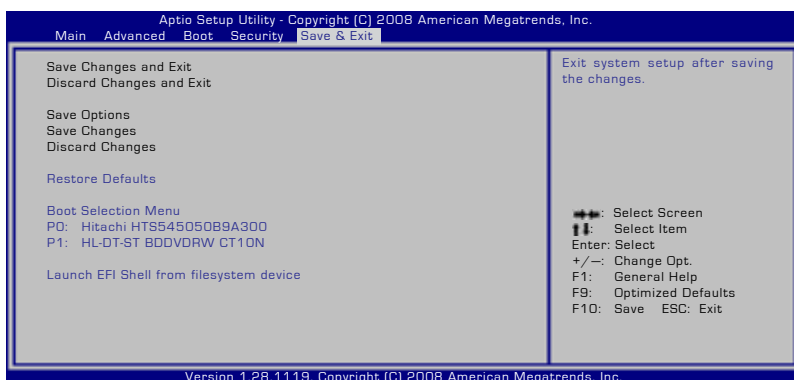 Aptio Setup Utility - Copyright (C) 2008 American Megatrends, Inc.
Main Advanced Boot Security Save & Exit
Save Changes and Exit
Discard Changes and Exit
Save Options
Save Changes
Discard Changes
Restore Defaults
Boot Selection Menu
P0: Hitachi HTS545050B9A300
P1: HL-DT-ST BDDVDRW CT10N
Launch EFI Shell from filesystem device
Exit system setup after saving
the changes.
→←: Select Screen
↑↓: Select Item
Enter: Select
+/—: Change Opt.
F1: General Help
F9: Optimized Defaults
F10: Save ESC: Exit
Version 1.28.1119. Copyright (C) 2008 American Megatrends, Inc.